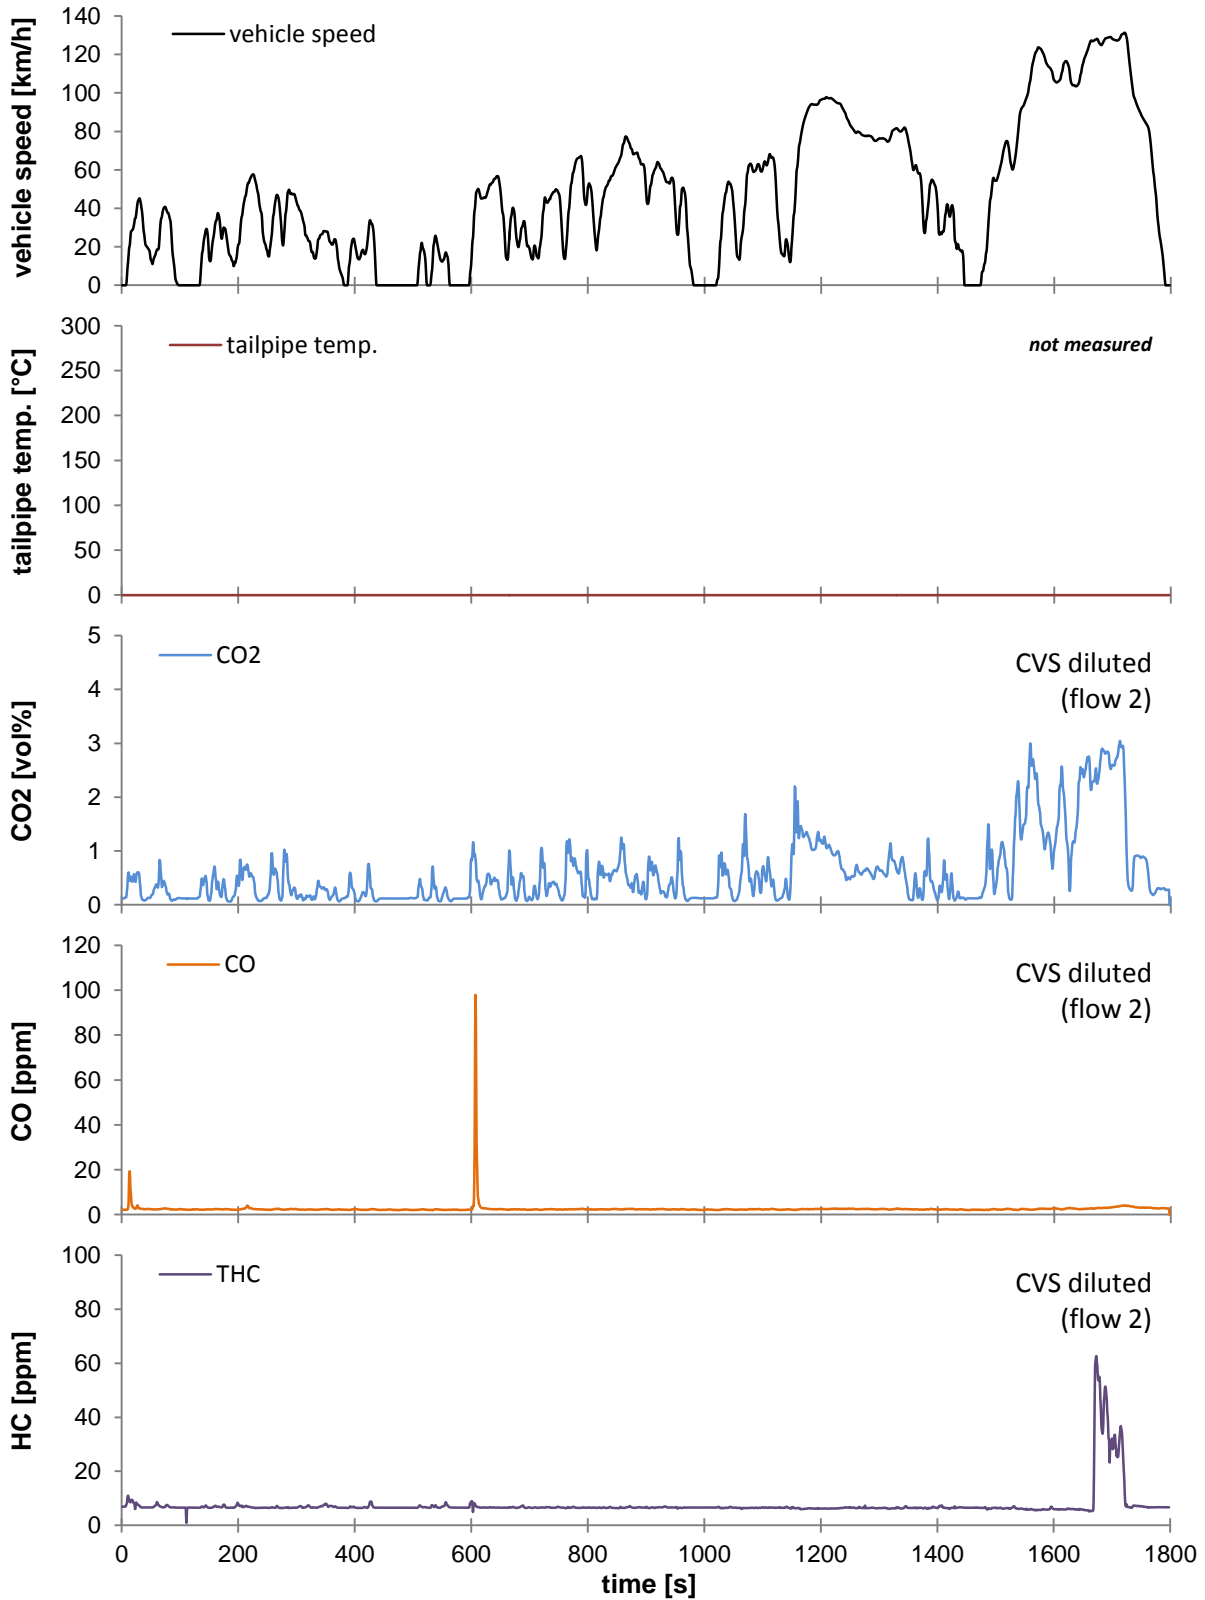 vehicle speed [km/h]
140
120
100
80
60
40
20
0
vehicle speed
tailpipe temp. [°C]
300
250
200
150
100
50
0
tailpipe temp.
not measured
CO2 [vol%]
5
4
3
2
1
0
CO2
CVS diluted
(flow 2)
CO [ppm]
120
100
80
60
40
20
0
CO
CVS diluted
(flow 2)
HC [ppm]
100
80
60
40
20
0
THC
CVS diluted
(flow 2)
0 200 400 600 800 1000 1200 1400 1600 1800
time [s]